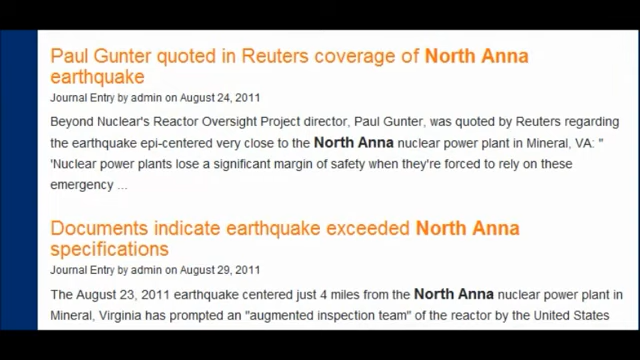 Paul Gunter quoted in Reuters coverage of North Anna
earthquake
Journal Entry by admin on August 24, 2011
Beyond Nuclear's Reactor Oversight Project director, Paul Gunter, was quoted by Reuters regarding
the earthquake epi-centered very close to the North Anna nuclear power plant in Mineral, VA: "
'Nuclear power plants lose a significant margin of safety when they're forced to rely on these
emergency ...
Documents indicate earthquake exceeded North Anna
specifications
Journal Entry by admin on August 29, 2011
The August 23, 2011 earthquake centered just 4 miles from the North Anna nuclear power plant in
Mineral, Virginia has prompted an "augmented inspection team" of the reactor by the United States